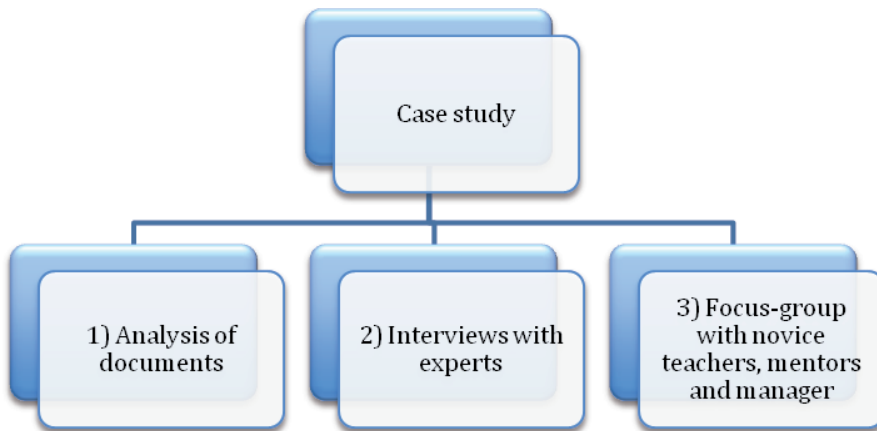 Case study
1) Analysis of
documents
2) Interviews with
experts
3) Focus-group
with novice
teachers, mentors
and manager